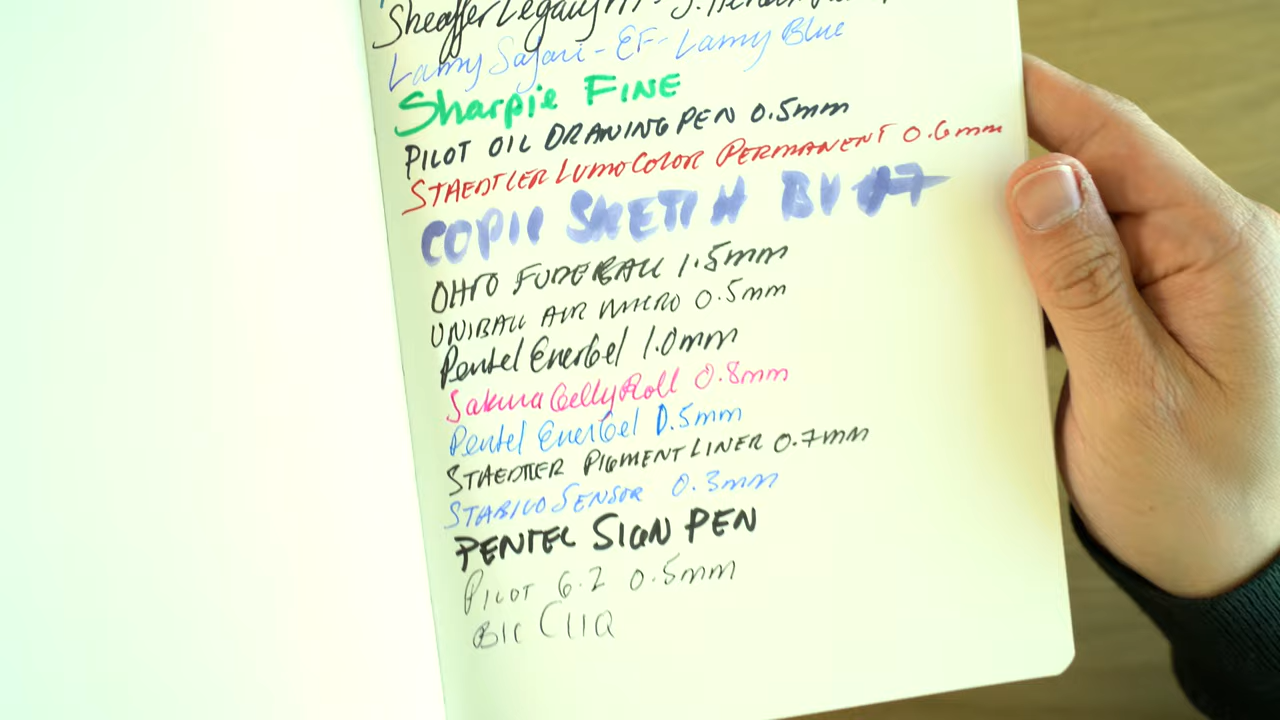 Sheaffer Legacy
Lamy Safari - EF - Lamy Blue
Sharpie FINE
PILOT OIL DRAWING PEN 0.5mm
STAEDTLER LUMOCOLOR PERMANENT 0.6mm
COPIC SKETCH BV
OHTO FUDEBALL 1.5mm
UNIBALL AIR MICRO 0.5mm
Pentel EnerGel 1.0mm
Sakura Gelly Roll 0.8mm
Pentel EnerGel 0.5mm
STAEDTLER PIGMENT LINER 0.7mm
STABILO SENSOR 0.3mm
PENTEL SIGN PEN
PILOT G-2 0.5mm
BIC Clic